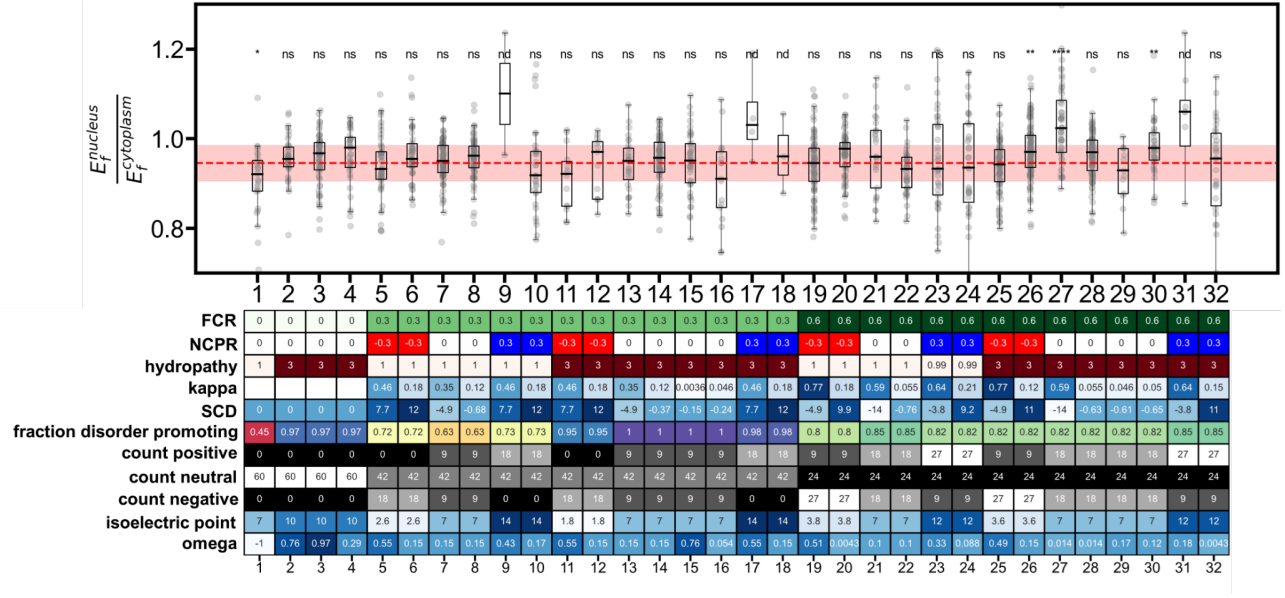 1.2
1.0
0.8
E_f^nucleus
E_f^cytoplasm
* ns ns ns ns ns ns ns nd ns ns ns ns ns ns ns nd nd ns ns ns ns ns ns ns ** **** ns ns ** nd ns
1 2 3 4 5 6 7 8 9 10 11 12 13 14 15 16 17 18 19 20 21 22 23 24 25 26 27 28 29 30 31 32
FCR 0 0 0 0 0.3 0.3 0.3 0.3 0.3 0.3 0.3 0.3 0.3 0.3 0.3 0.3 0.3 0.3 0.6 0.6 0.6 0.6 0.6 0.6 0.6 0.6 0.6 0.6 0.6 0.6 0.6 0.6
NCPR 0 0 0 0 -0.3 -0.3 0 0 0.3 0.3 -0.3 -0.3 0 0 0 0 0.3 0.3 -0.3 -0.3 0 0 0.3 0.3 -0.3 -0.3 0 0 0 0 0.3 0.3
hydropathy 1 3 3 3 1 1 1 1 1 1 3 3 3 3 3 3 3 3 1 1 1 1 0.99 0.99 3 3 3 3 3 3 3 3
kappa 0.46 0.18 0.35 0.12 0.46 0.18 0.46 0.18 0.35 0.12 0.0036 0.046 0.46 0.18 0.77 0.18 0.59 0.055 0.64 0.21 0.77 0.12 0.59 0.055 0.046 0.05 0.64 0.15
SCD 0 0 0 0 7.7 12 -4.9 -0.68 7.7 12 7.7 12 -4.9 -0.37 -0.15 -0.24 7.7 12 -4.9 9.9 -14 -0.76 -3.8 9.2 -4.9 11 -14 -0.63 -0.61 -0.65 -3.8 11
fraction disorder promoting 0.45 0.97 0.97 0.97 0.72 0.72 0.63 0.63 0.73 0.73 0.95 0.95 1 1 1 1 0.98 0.98 0.8 0.8 0.85 0.85 0.82 0.82 0.82 0.82 0.82 0.82 0.82 0.82 0.85 0.85
count positive 0 0 0 0 0 0 9 9 18 18 0 0 9 9 9 9 18 18 9 9 18 18 27 27 9 9 18 18 18 18 27 27
count neutral 60 60 60 60 42 42 42 42 42 42 42 42 42 42 42 42 42 42 24 24 24 24 24 24 24 24 24 24 24 24 24 24
count negative 0 0 0 0 18 18 9 9 0 0 18 18 9 9 9 9 0 0 27 27 18 18 9 9 27 27 18 18 18 18 9 9
isoelectric point 7 10 10 10 2.6 2.6 7 7 14 14 1.8 1.8 7 7 7 7 14 14 3.8 3.8 7 7 12 12 3.6 3.6 7 7 7 7 12 12
omega -1 0.76 0.97 0.29 0.55 0.15 0.15 0.15 0.43 0.17 0.55 0.15 0.15 0.15 0.76 0.054 0.55 0.15 0.51 0.0043 0.1 0.1 0.33 0.088 0.49 0.15 0.014 0.014 0.17 0.12 0.18 0.0043
1 2 3 4 5 6 7 8 9 10 11 12 13 14 15 16 17 18 19 20 21 22 23 24 25 26 27 28 29 30 31 32